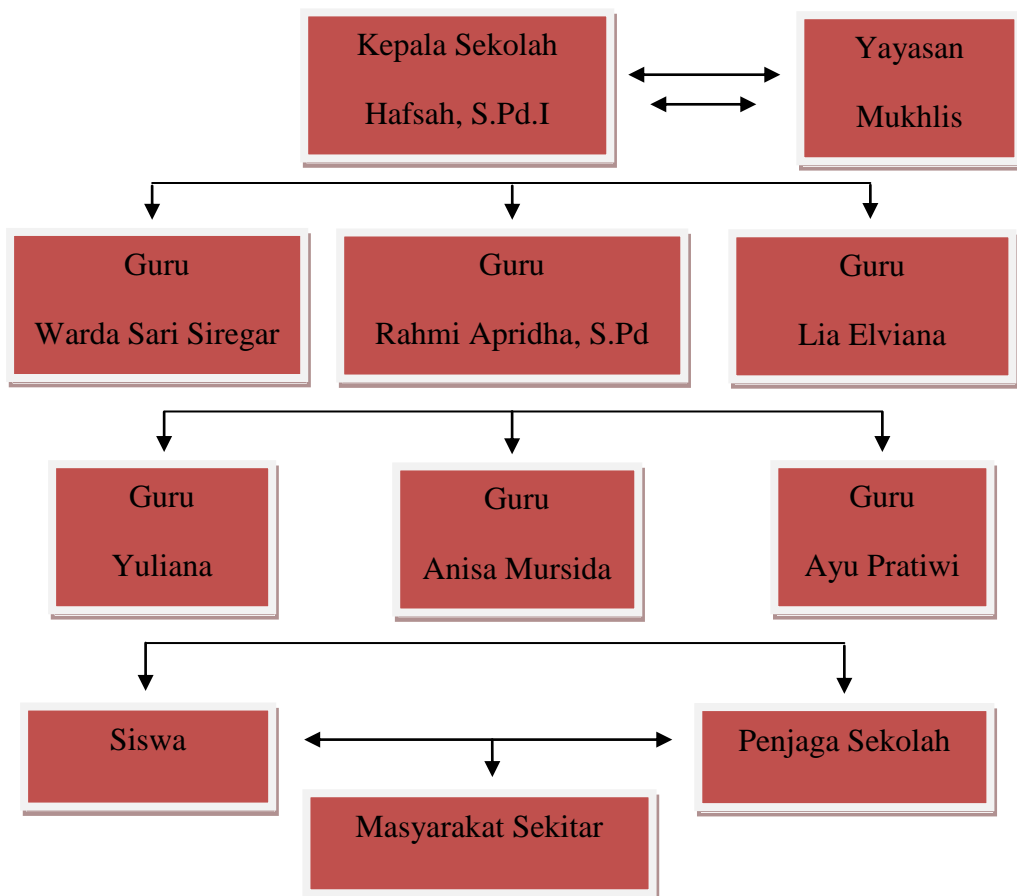 Kepala Sekolah
Hafsah, S.Pd.I
Yayasan
Mukhlis
Guru
Warda Sari Siregar
Guru
Rahmi Apridha, S.Pd
Guru
Lia Elviana
Guru
Yuliana
Guru
Anisa Mursida
Guru
Ayu Pratiwi
Siswa
Penjaga Sekolah
Masyarakat Sekitar